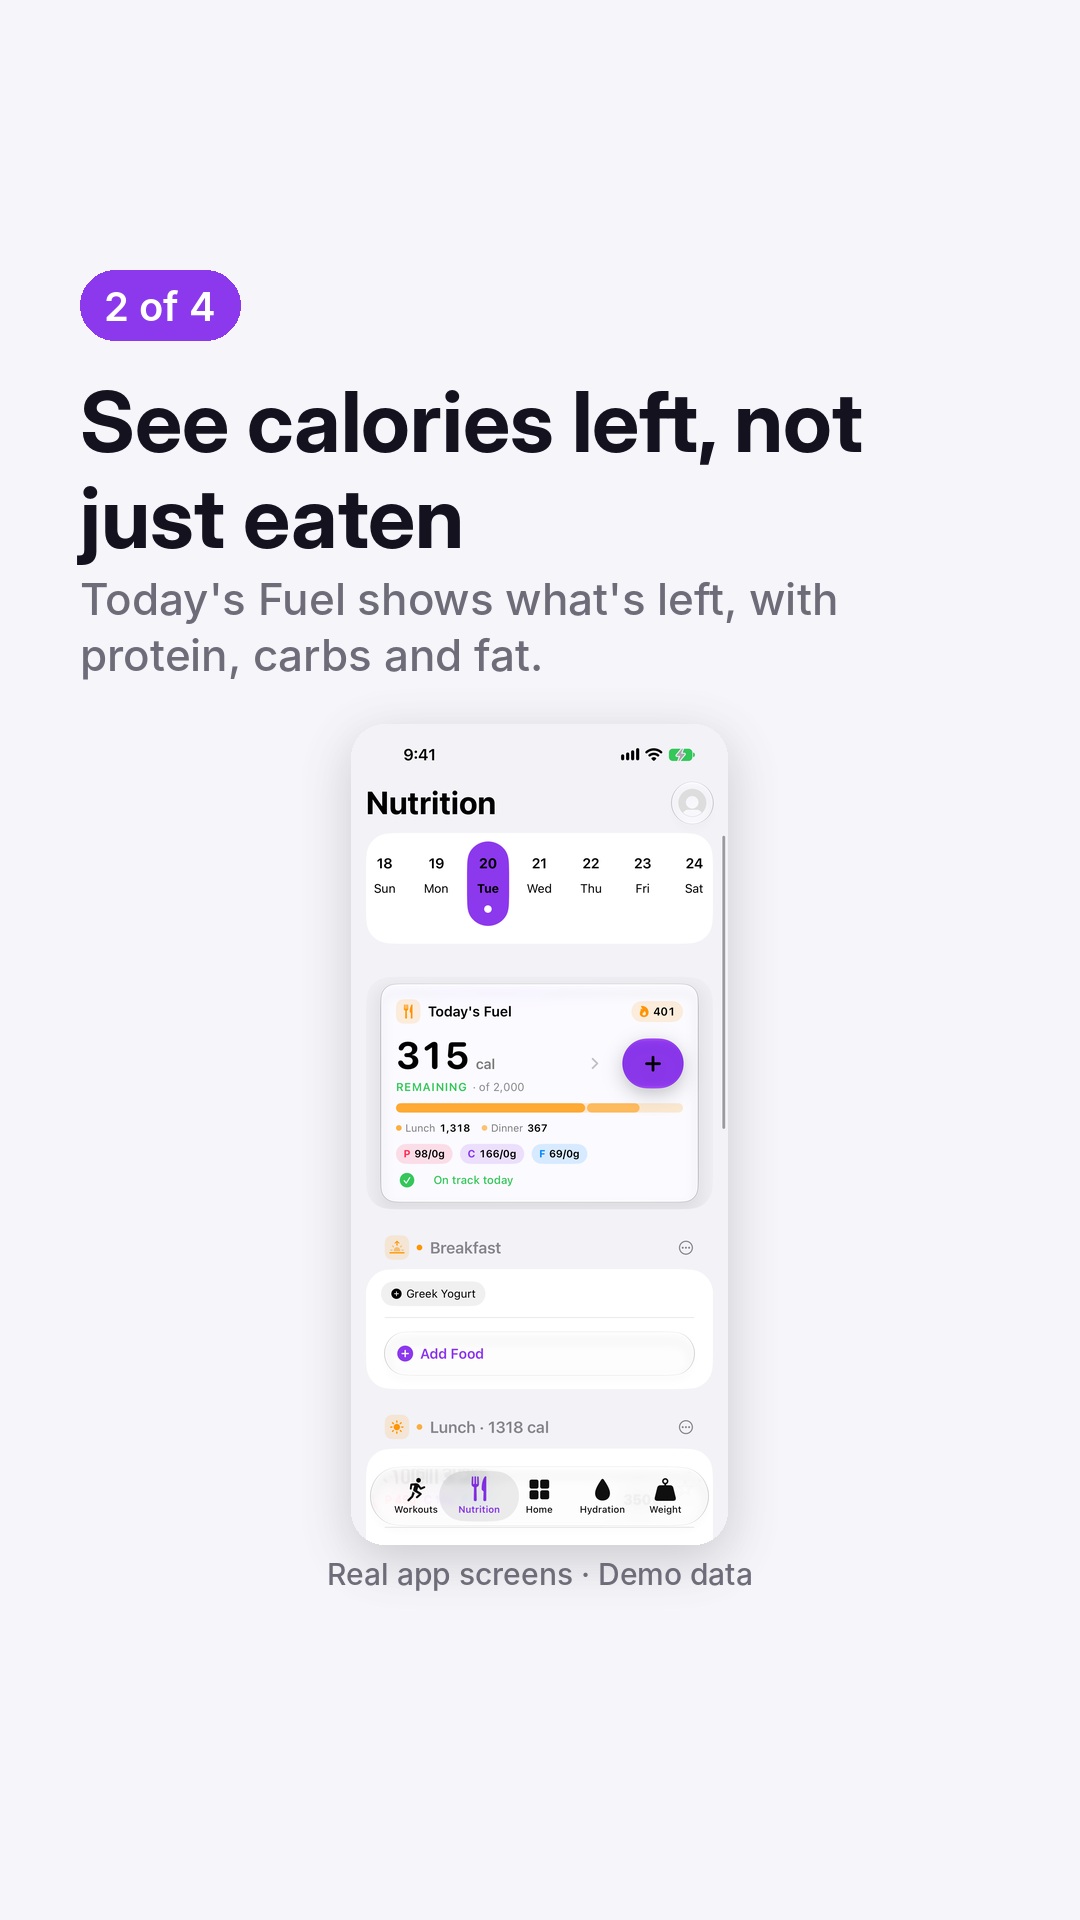 2 of 4
See calories left, not
just eaten
Today's Fuel shows what's left, with
protein, carbs and fat.
9:41
Nutrition
18 19 20 21 22 23 24
Sun Mon Tue Wed Thu Fri Sat
Today's Fuel 401
315 cal
REMAINING · of 2,000
Lunch 1,318 Dinner 367
P 98/0g C 166/0g F 69/0g
On track today
Breakfast
Greek Yogurt
Add Food
Lunch · 1318 cal
Workouts Nutrition Home Hydration Weight
Real app screens · Demo data